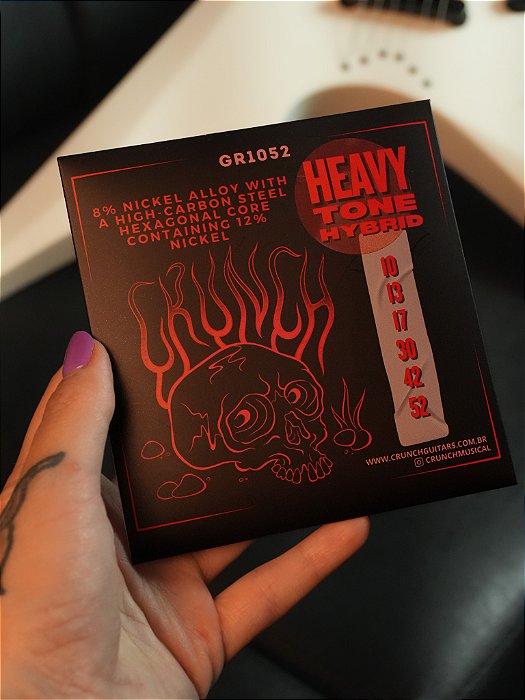 GR1052
8% NICKEL ALLOY WITH
A HIGH-CARBON STEEL
HEXAGONAL CORE
CONTAINING 12%
NICKEL
HEAVY
TONE
HYBRID
10
13
17
30
42
52
CRUNCH
WWW.CRUNCHGUITARS.COM.BR
CRUNCHMUSICAL